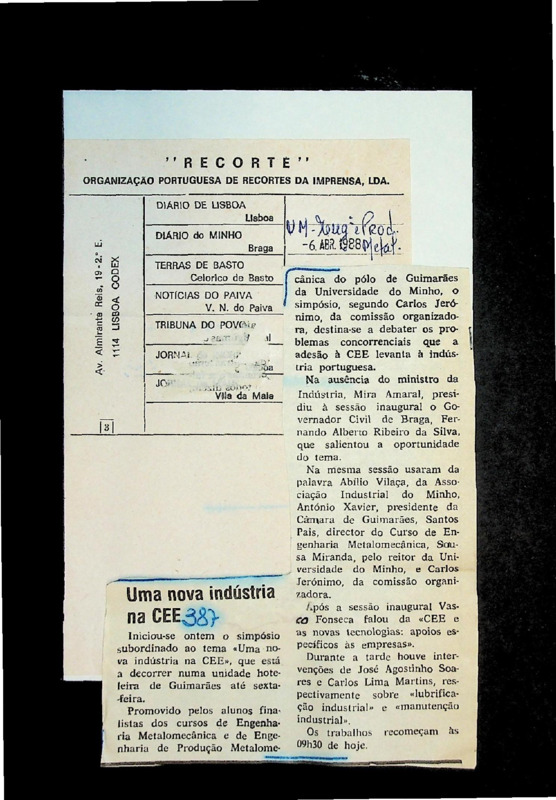 "RECORTE"
ORGANIZAÇÃO PORTUGUESA DE RECORTES DA IMPRENSA, LDA.
Av. Almirante Reis, 19-2.º E.
1114 LISBOA CODEX
DIÁRIO DE LISBOA
Lisboa
DIÁRIO do MINHO
Braga
TERRAS DE BASTO
Celorico de Basto
NOTÍCIAS DO PAIVA
V. N. do Paiva
TRIBUNA DO POVO
JORNAL
Vila da Maia
3
UM-Engª Prod.
Metal.
-6. ABR. 1988
Uma nova indústria
na CEE
387
Iniciou-se ontem o simpósio
subordinado ao tema «Uma no-
va indústria na CEE», que está
a decorrer numa unidade hote-
leira de Guimarães até sexta-
-feira.
Promovido pelos alunos fina-
listas dos cursos de Engenha-
ria Metalomecânica e de Enge-
nharia de Produção Metalome-
cânica do pólo de Guimarães
da Universidade do Minho, o
simpósio, segundo Carlos Jeró-
nimo, da comissão organizado-
ra, destina-se a debater os pro-
blemas concorrenciais que a
adesão à CEE levanta à indús-
tria portuguesa.
Na ausência do ministro da
Indústria, Mira Amaral, presi-
diu à sessão inaugural o Go-
vernador Civil de Braga, Fer-
nando Alberto Ribeiro da Silva,
que salientou a oportunidade
do tema.
Na mesma sessão usaram da
palavra Abílio Vilaça, da Asso-
ciação Industrial do Minho,
António Xavier, presidente da
Câmara de Guimarães, Santos
Pais, director do Curso de En-
genharia Metalomecânica, Sou-
sa Miranda, pelo reitor da Uni-
versidade do Minho, e Carlos
Jerónimo, da comissão organi-
zadora.
Após a sessão inaugural Vas-
co Fonseca falou da «CEE e
as novas tecnologias: apoios es-
pecíficos às empresas».
Durante a tarde houve inter-
venções de José Agostinho Soa-
res e Carlos Lima Martins, res-
pectivamente sobre «lubrifica-
ção industrial» e «manutenção
industrial».
Os trabalhos recomeçam às
09h30 de hoje.